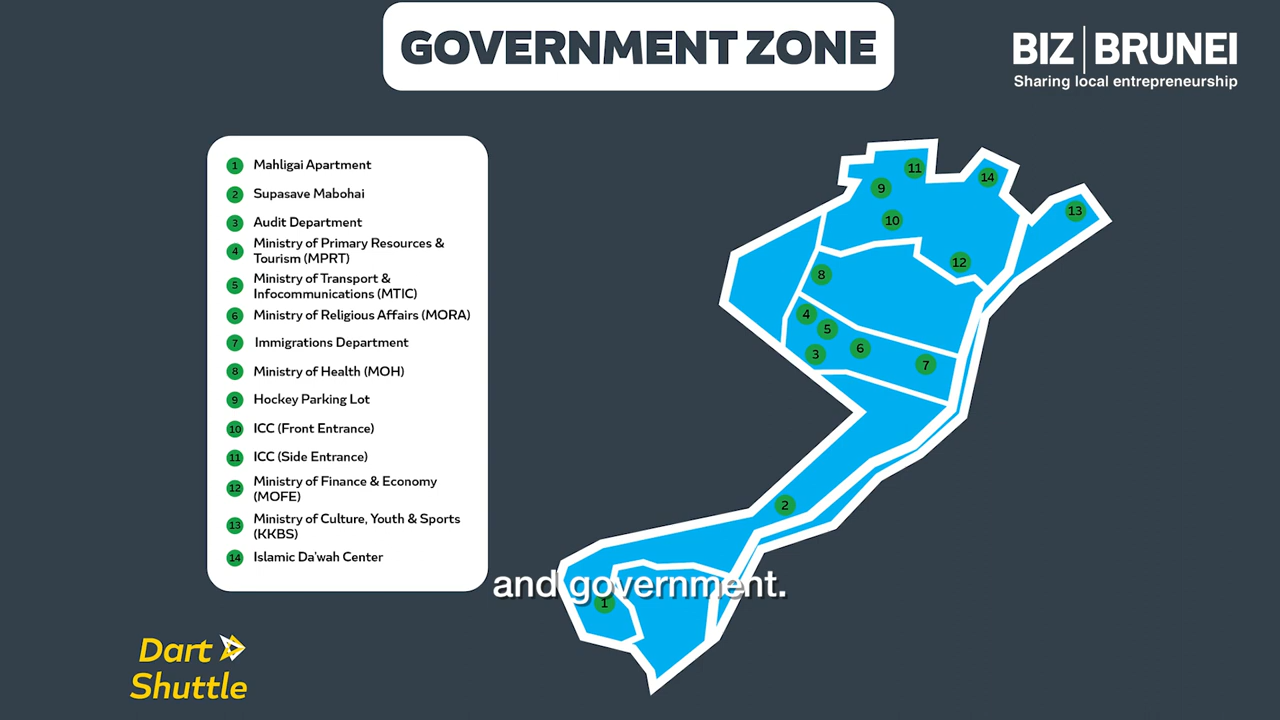 GOVERNMENT ZONE
BIZ | BRUNEI
Sharing local entrepreneurship
1 Mahligai Apartment
2 Supasave Mabohai
3 Audit Department
4 Ministry of Primary Resources &
Tourism (MPRT)
5 Ministry of Transport &
Infocommunications (MTIC)
6 Ministry of Religious Affairs (MORA)
7 Immigrations Department
8 Ministry of Health (MOH)
9 Hockey Parking Lot
10 ICC (Front Entrance)
11 ICC (Side Entrance)
12 Ministry of Finance & Economy
(MOFE)
13 Ministry of Culture, Youth & Sports
(KKBS)
14 Islamic Da'wah Center
11
14
9
13
10
12
8
4
5
6
3
7
2
1
and government.
Dart
Shuttle